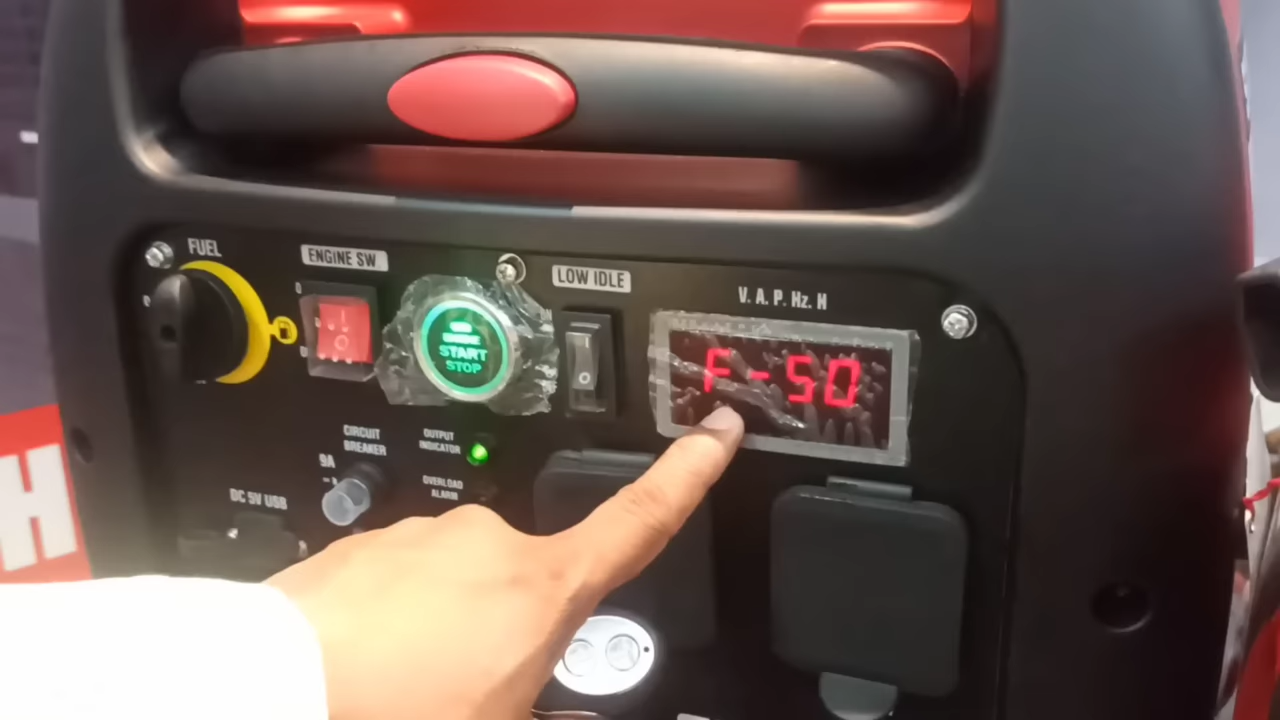 FUEL
ENGINE SW.
LOW IDLE
V. A. P. Hz. H
START
STOP
F-50
CIRCUIT
BREAKER
9A
OUTPUT
INDICATOR
OVERLOAD
ALARM
DC 5V USB
H